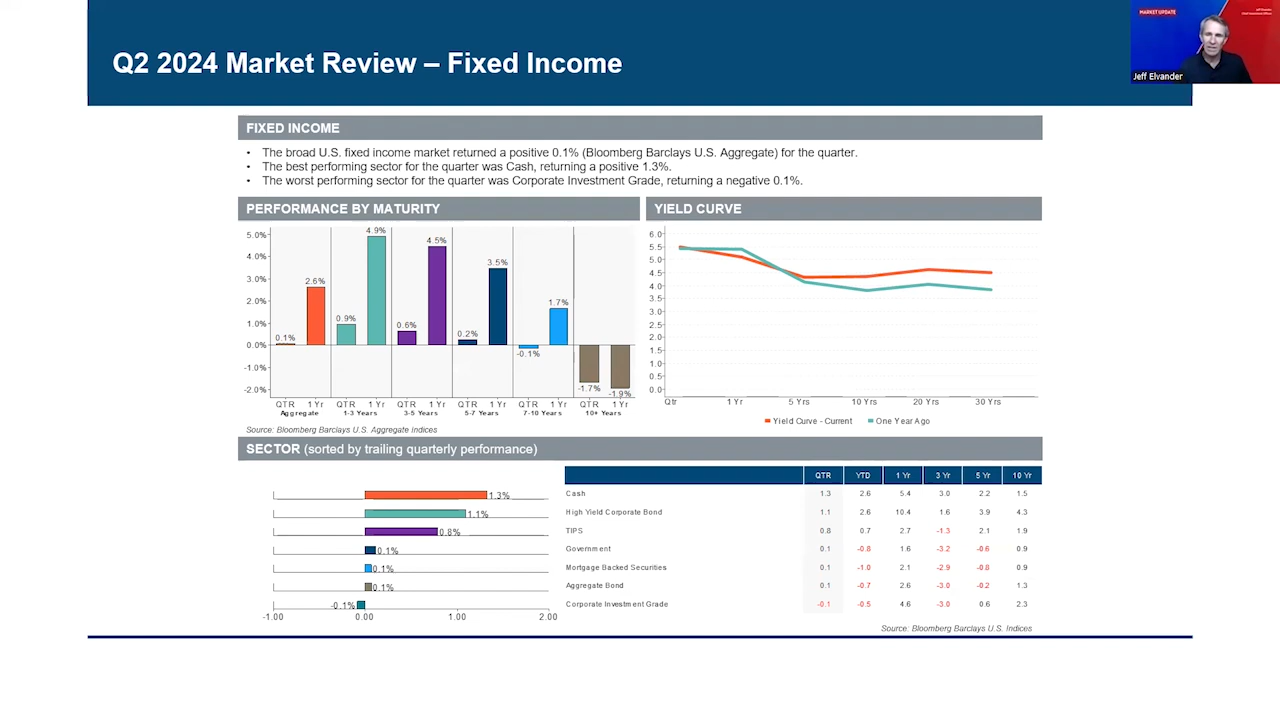 Q2 2024 Market Review – Fixed Income
MARKET UPDATE
Jeff Elvander
FIXED INCOME
• The broad U.S. fixed income market returned a positive 0.1% (Bloomberg Barclays U.S. Aggregate) for the quarter.
• The best performing sector for the quarter was Cash, returning a positive 1.3%.
• The worst performing sector for the quarter was Corporate Investment Grade, returning a negative 0.1%.
PERFORMANCE BY MATURITY
5.0%
4.0%
3.0%
2.0%
1.0%
0.0%
-1.0%
-2.0%
0.1% 2.6% 0.9% 4.9% 0.6% 4.5% 0.2% 3.5% -0.1% 1.7% -1.7% -1.9%
QTR 1 Yr QTR 1 Yr QTR 1 Yr QTR 1 Yr QTR 1 Yr QTR 1 Yr
Aggregate 1-3 Years 3-5 Years 5-7 Years 7-10 Years 10+ Years
Source: Bloomberg Barclays U.S. Aggregate Indices
YIELD CURVE
6.0
5.5
5.0
4.5
4.0
3.5
3.0
2.5
2.0
1.5
1.0
0.5
0.0
Qtr 1 Yr 5 Yrs 10 Yrs 20 Yrs 30 Yrs
Yield Curve - Current One Year Ago
SECTOR (sorted by trailing quarterly performance)
1.3%
1.1%
0.8%
0.1%
0.1%
0.1%
-0.1%
-1.00 0.00 1.00 2.00
QTR YTD 1 Yr 3 Yr 5 Yr 10 Yr
Cash 1.3 2.6 5.4 3.0 2.2 1.5
High Yield Corporate Bond 1.1 2.6 10.4 1.6 3.9 4.3
TIPS 0.8 0.7 2.7 -1.3 2.1 1.9
Government 0.1 -0.8 1.6 -3.2 -0.6 0.9
Mortgage Backed Securities 0.1 -1.0 2.1 -2.9 -0.8 0.9
Aggregate Bond 0.1 -0.7 2.6 -3.0 -0.2 1.3
Corporate Investment Grade -0.1 -0.5 4.6 -3.0 0.6 2.3
Source: Bloomberg Barclays U.S. Indices